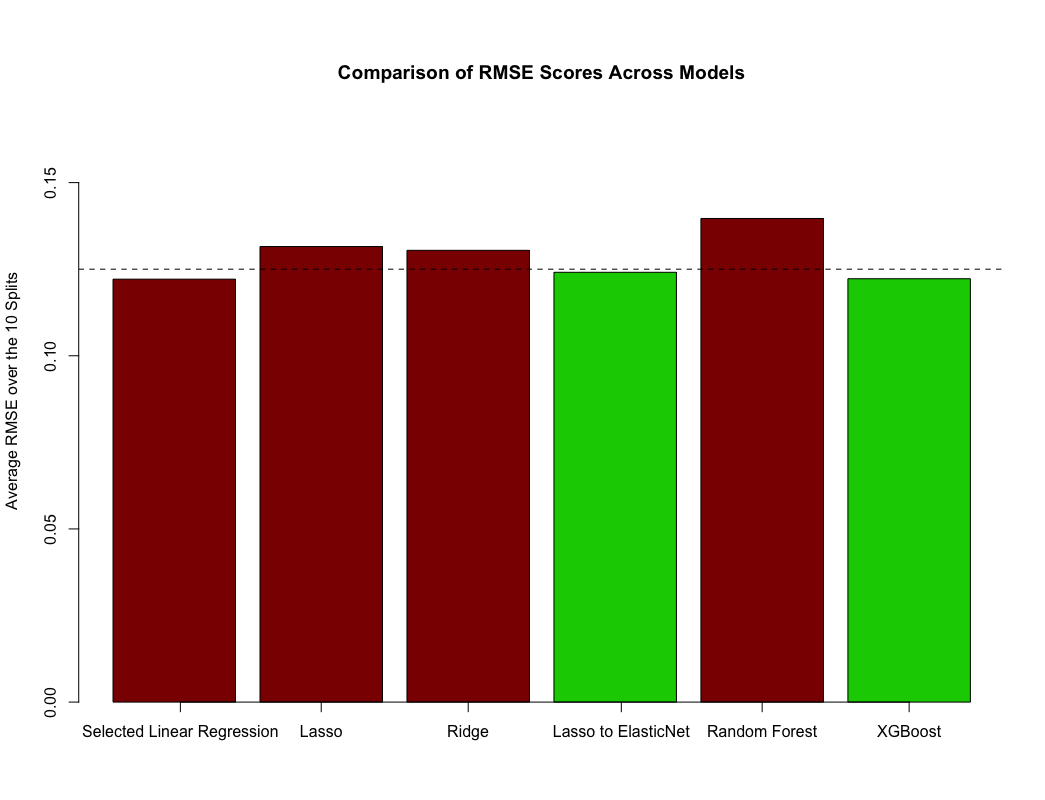 Comparison of RMSE Scores Across Models
Average RMSE over the 10 Splits
0.15
0.10
0.05
0.00
Selected Linear Regression
Lasso
Ridge
Lasso to ElasticNet
Random Forest
XGBoost